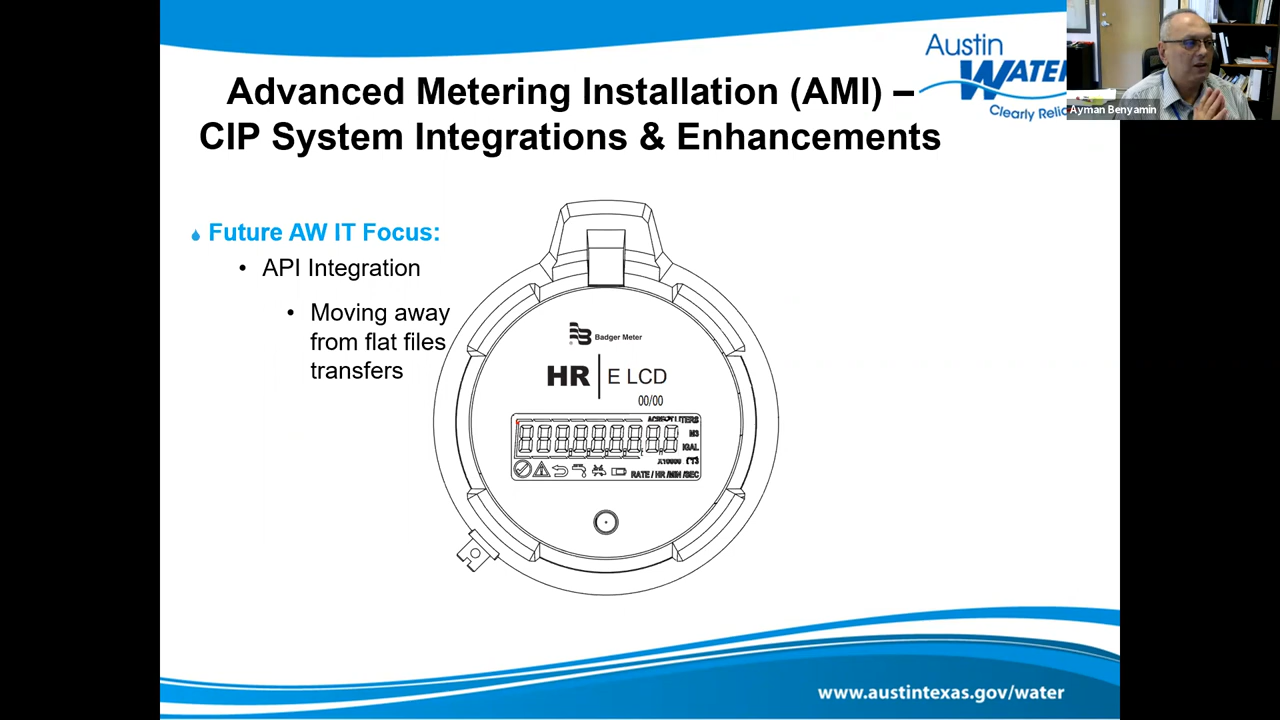 Advanced Metering Installation (AMI) –
CIP System Integrations & Enhancements
Austin
WATER
Clearly
Ayman Benyamin
Future AW IT Focus:
• API Integration
• Moving away
from flat files
transfers
Badger Meter
HR E LCD
00/00
LITERS
M3
IGAL
X10000
RATE / HR /MIN /SEC
www.austintexas.gov/water